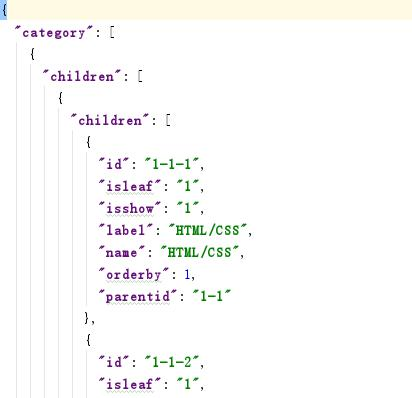 {
"category": [
{
"children": [
{
"children": [
{
"id": "1-1-1",
"isleaf": "1",
"isshow": "1",
"label": "HTML/CSS",
"name": "HTML/CSS",
"orderby": 1,
"parentid": "1-1"
},
{
"id": "1-1-2",
"isleaf": "1",